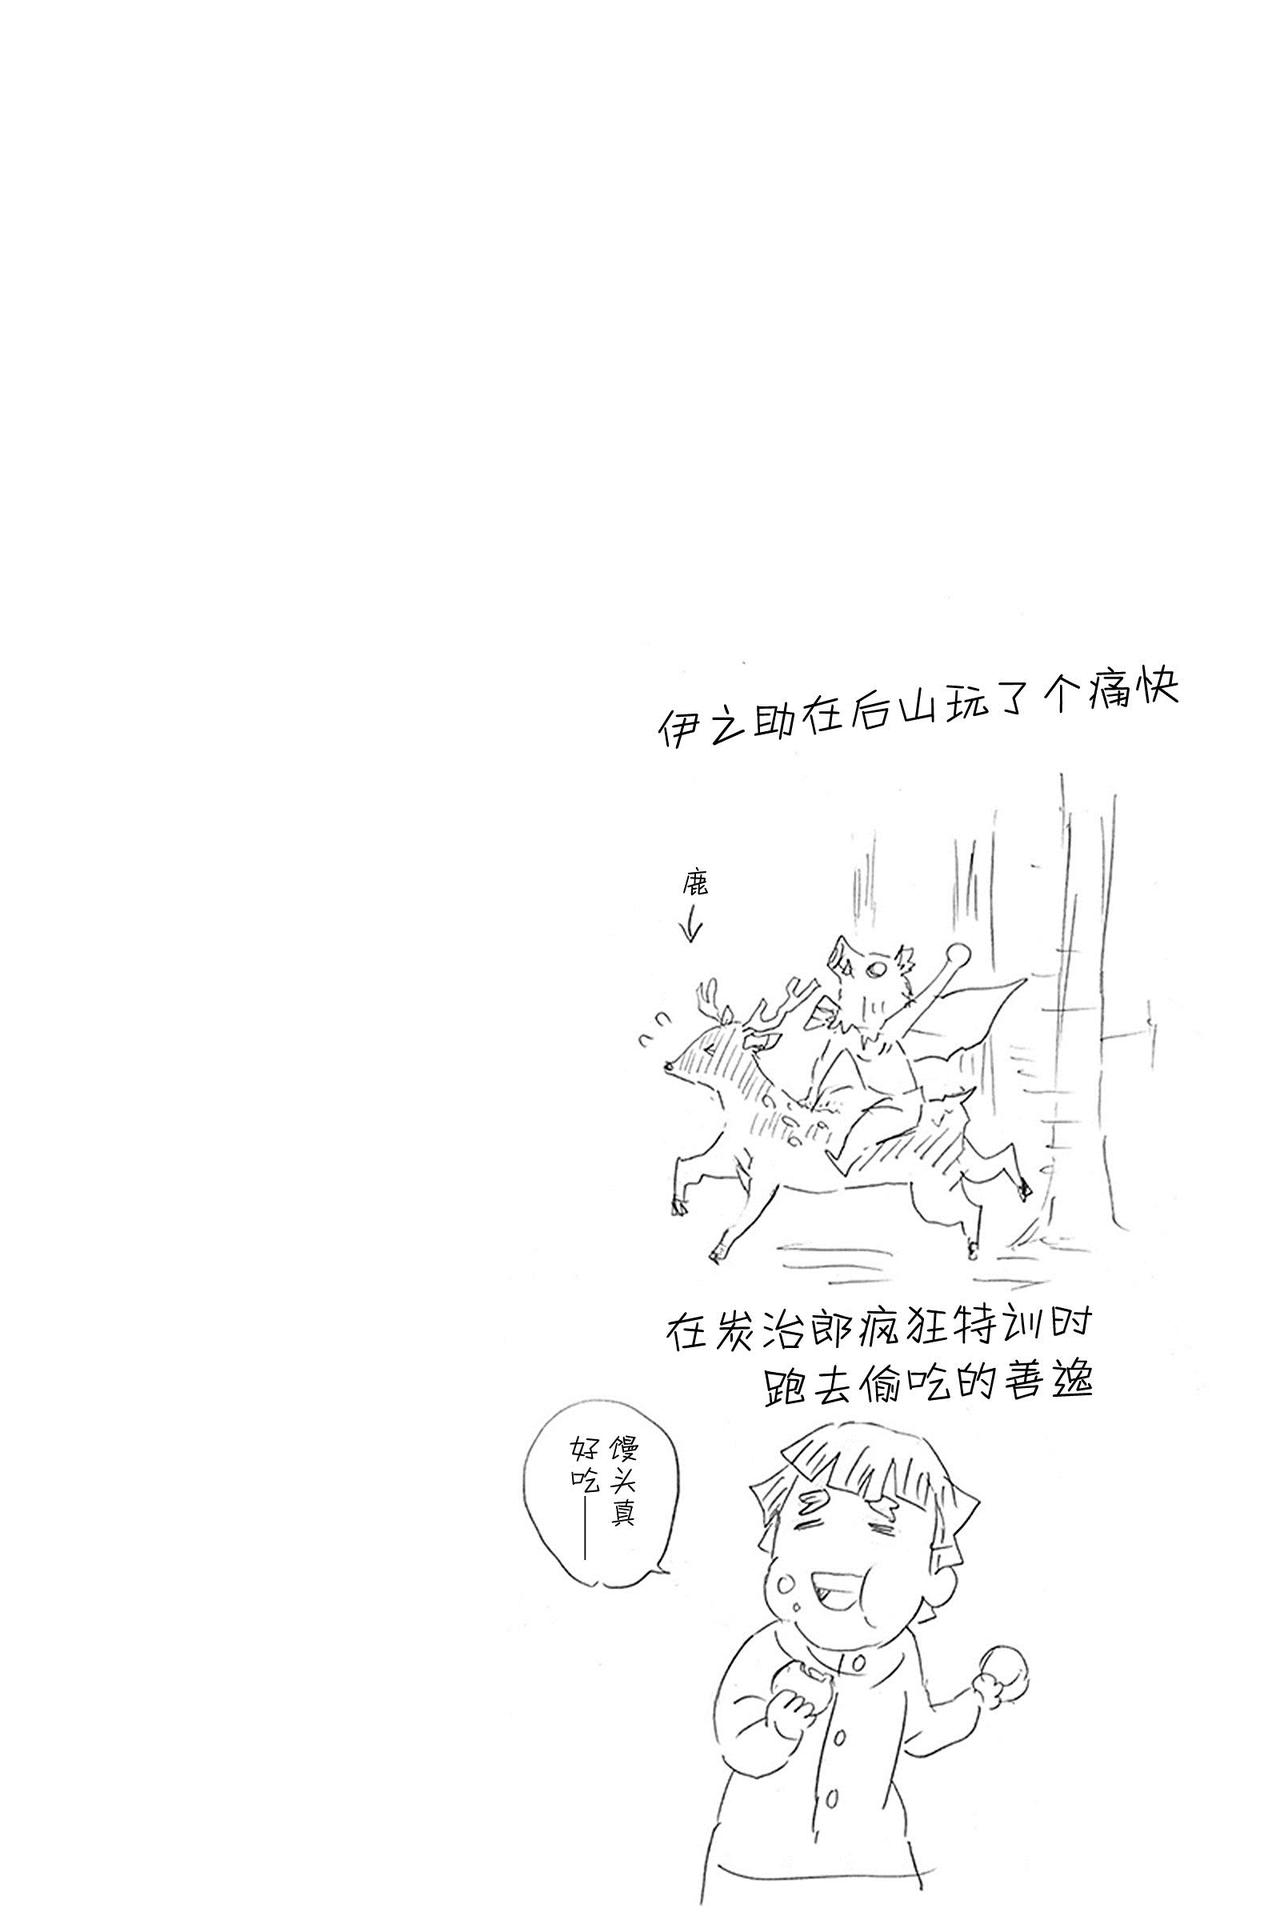 伊之助在后山玩了个痛快
鹿
在炭治郎疯狂特训时
跑去偷吃的善逸
馒头真
好吃——